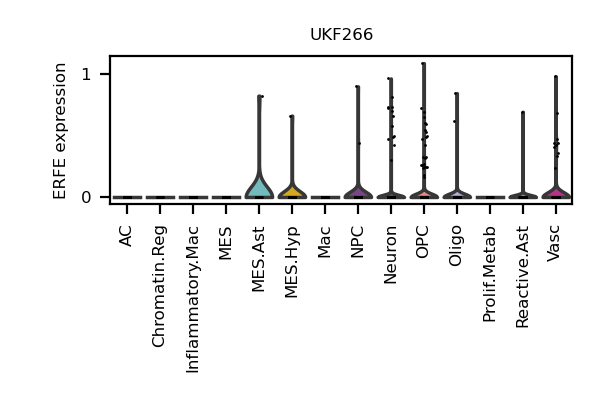 UKF266
ERFE expression
1
0
AC
Chromatin.Reg
Inflammatory.Mac
MES
MES.Ast
MES.Hyp
Mac
NPC
Neuron
OPC
Oligo
Prolif.Metab
Reactive.Ast
Vasc